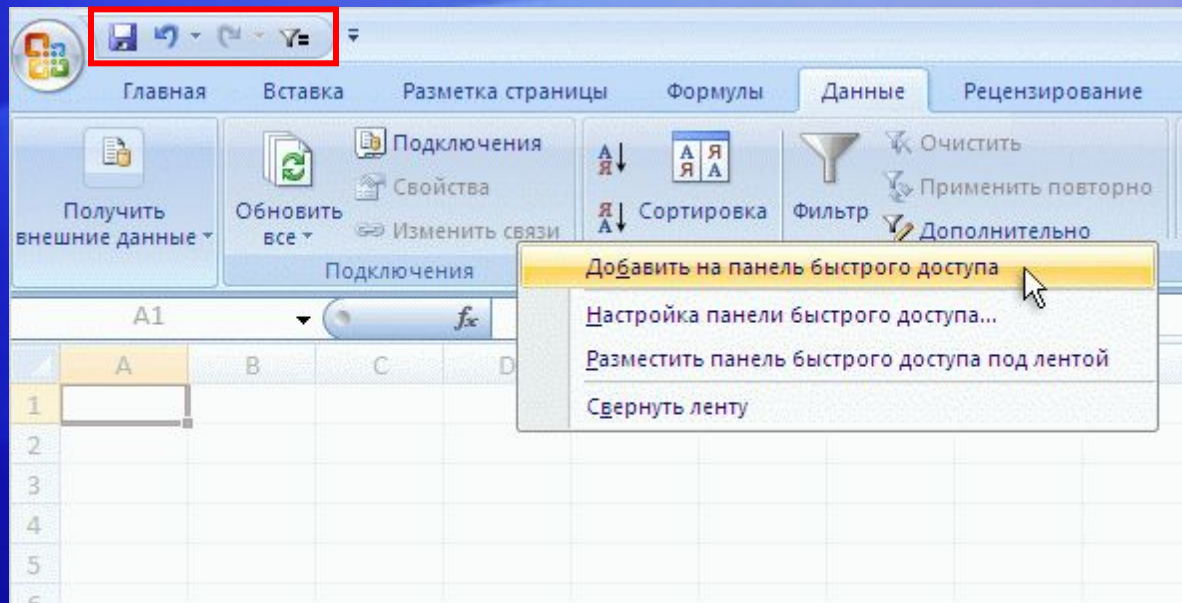 Главная Вставка Разметка страницы Формулы Данные Рецензирование
Подключения
Очистить
Свойства
Применить повторно
Получить внешние данные
Обновить все
Изменить связи
Сортировка
Фильтр
Дополнительно
Подключения
Добавить на панель быстрого доступа
Настройка панели быстрого доступа...
Разместить панель быстрого доступа под лентой
Свернуть ленту
A1 fx
A B C D
1
2
3
4
5
6